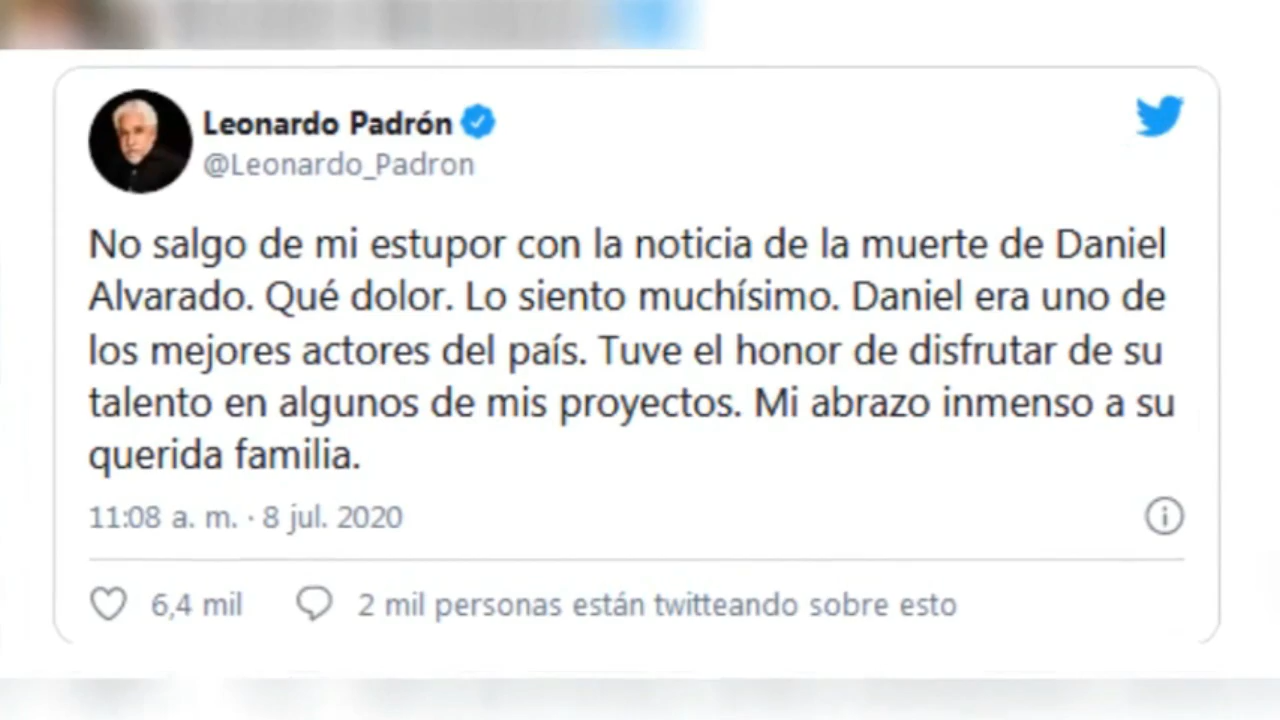 Leonardo Padrón
@Leonardo_Padron
No salgo de mi estupor con la noticia de la muerte de Daniel
Alvarado. Qué dolor. Lo siento muchísimo. Daniel era uno de
los mejores actores del país. Tuve el honor de disfrutar de su
talento en algunos de mis proyectos. Mi abrazo inmenso a su
querida familia.
11:08 a. m. · 8 jul. 2020
6,4 mil 2 mil personas están twitteando sobre esto